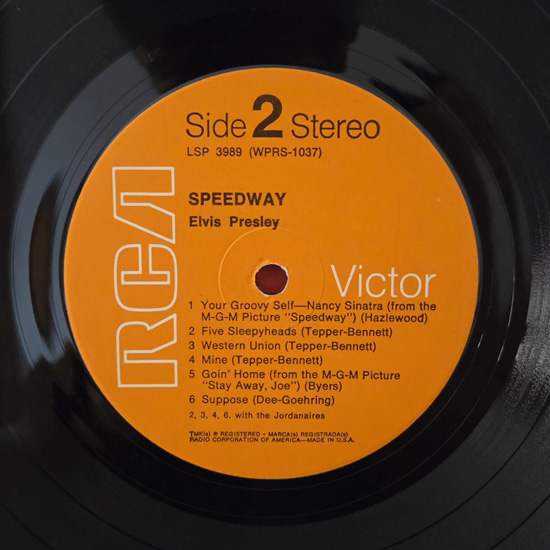 Side 2 Stereo
LSP 3989 (WPRS-1037)
SPEEDWAY
Elvis Presley
RCA
Victor
1 Your Groovy Self—Nancy Sinatra (from the
M-G-M Picture "Speedway") (Hazlewood)
2 Five Sleepyheads (Tepper-Bennett)
3 Western Union (Tepper-Bennett)
4 Mine (Tepper-Bennett)
5 Goin' Home (from the M-G-M Picture
"Stay Away, Joe") (Byers)
6 Suppose (Dee-Goehring)
2, 3, 4, 6. with the Jordanaires
TMK(s) ® REGISTERED • MARCA(s) REGISTRADA(s)
RADIO CORPORATION OF AMERICA—MADE IN U.S.A.